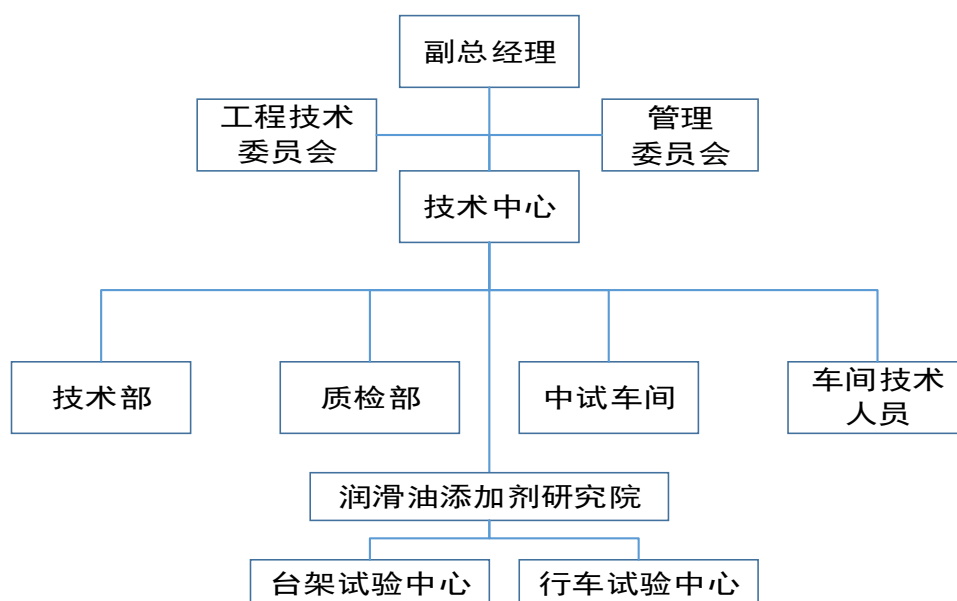 副总经理
工程技术
委员会
管理
委员会
技术中心
技术部
质检部
中试车间
车间技术
人员
润滑油添加剂研究院
台架试验中心
行车试验中心